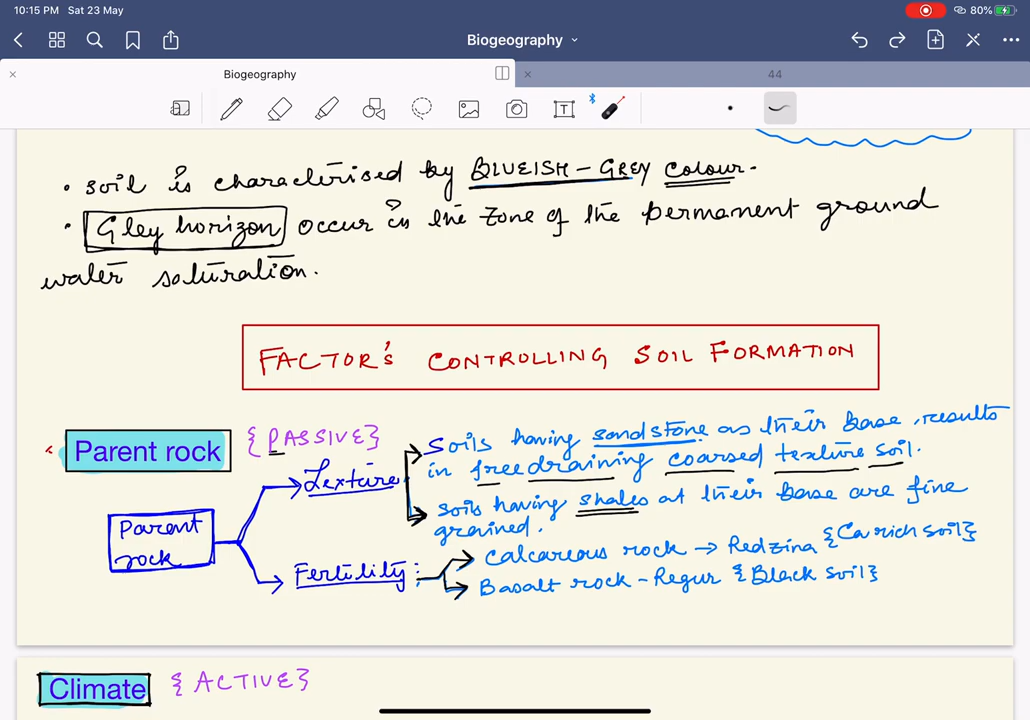 10:15 PM Sat 23 May
80%
Biogeography
Biogeography
44
T
• soil is characterised by BLUEISH-GREY colour.
• Gley horizon occur in the zone of the permanent ground
water saturation.
FACTOR'S CONTROLLING SOIL FORMATION
Parent rock {PASSIVE}
Soils having sandstone as their base, results
in free draining coarsed texture soil.
Texture
soils having shales at their base are fine
grained.
Parent
rock
Fertility:
Calcareous rock → Redzina {Ca rich soil}
Basalt rock - Regur {Black soil}
Climate {ACTIVE}